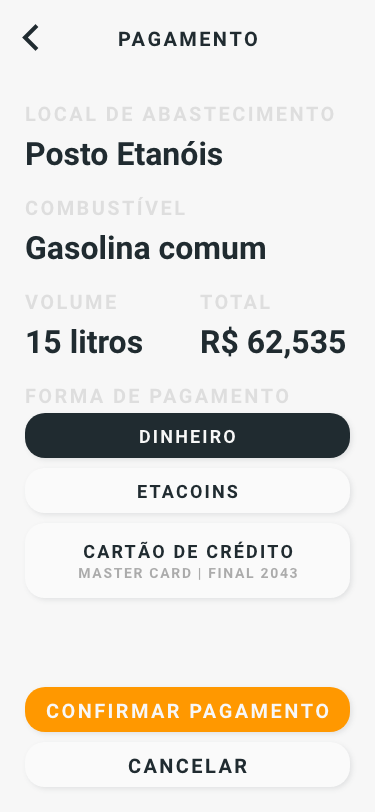 PAGAMENTO
LOCAL DE ABASTECIMENTO
Posto Etanóis
COMBUSTÍVEL
Gasolina comum
VOLUME TOTAL
15 litros R$ 62,535
FORMA DE PAGAMENTO
DINHEIRO
ETACOINS
CARTÃO DE CRÉDITO
MASTER CARD | FINAL 2043
CONFIRMAR PAGAMENTO
CANCELAR